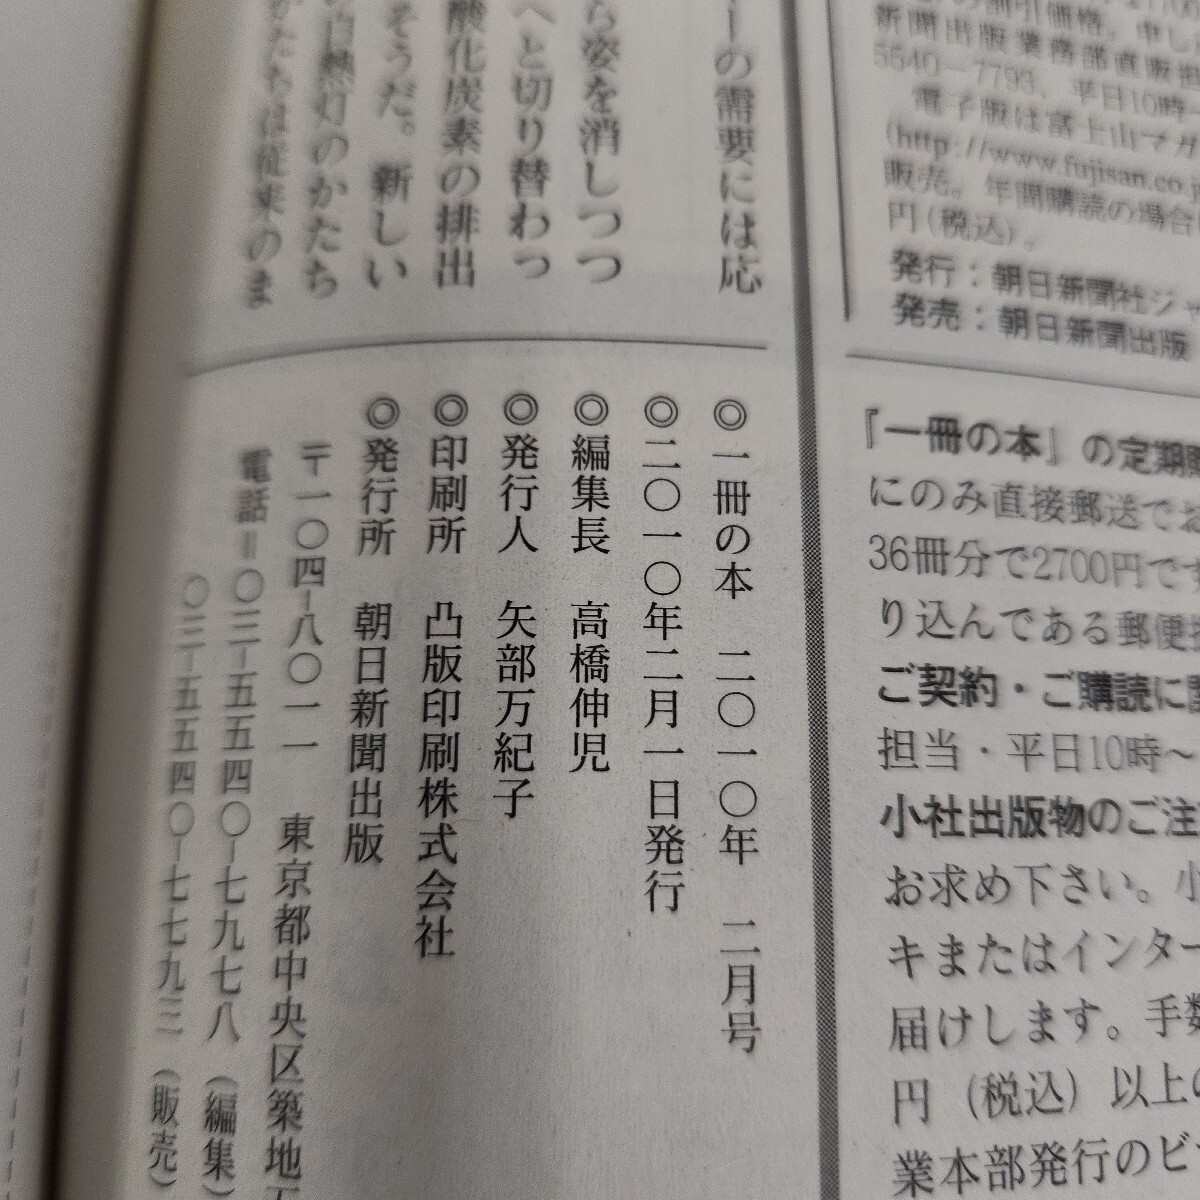 ーの需要には応
ら姿を消しつつ
へと切り替わっ
酸化炭素の排出
そうだ。新しい
白熱灯のかたち
かたちは従来のま
新聞出版業務部直販担
5540－7793、平日10時～
電子版は富士山マガ
(http://www.fujisan.co.j
販売。年間購読の場合
円(税込)。
発行：朝日新聞社ジャ
発売：朝日新聞出版
◎一冊の本　二〇一〇年　二月号
◎二〇一〇年二月一日発行
◎編集長　高橋伸児
◎発行人　矢部万紀子
◎印刷所　凸版印刷株式会社
◎発行所　朝日新聞出版
〒一〇四-八〇一一　東京都中央区築地五
電話＝〇三-五五四〇-七九七八（編集）
〇三-五五四〇-七七九三（販売）
『一冊の本』の定期購
にのみ直接郵送でお
36冊分で2700円です
り込んである郵便振
ご契約・ご購読に関
担当・平日10時～
小社出版物のご注
お求め下さい。小
キまたはインター
届けします。手数
円（税込）以上の
業本部発行のビ